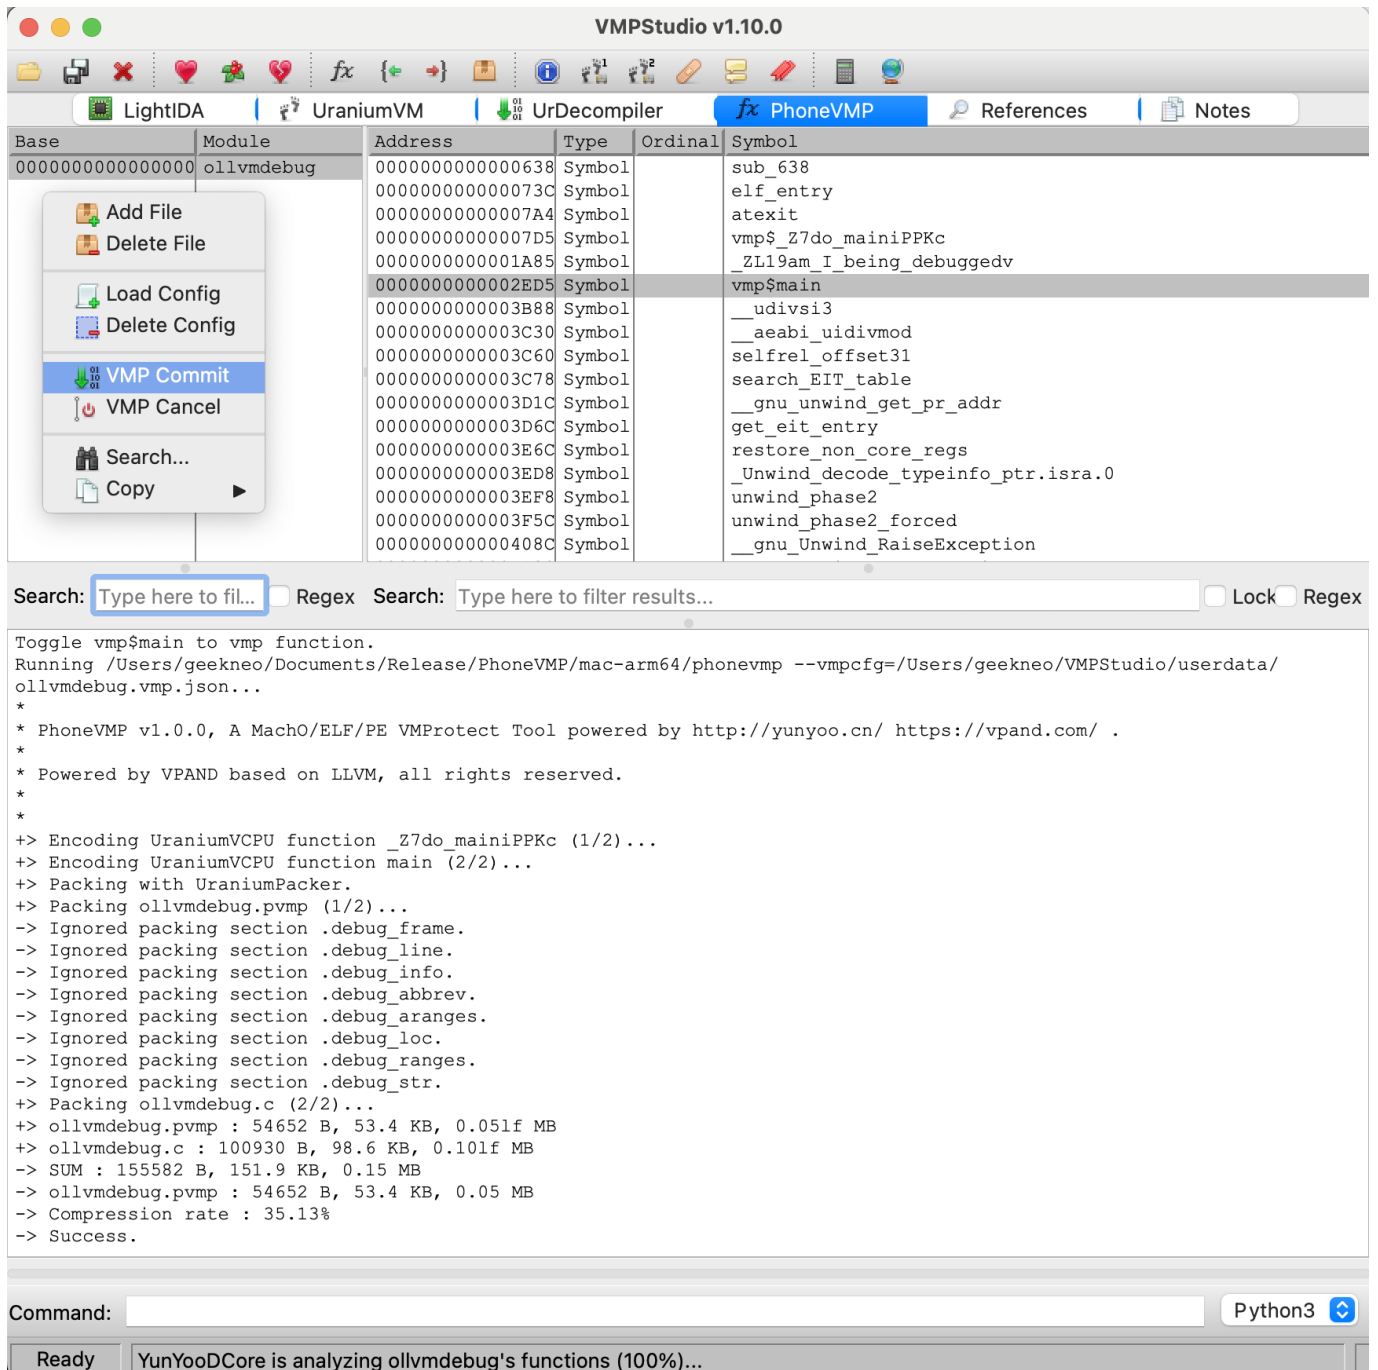 VMPStudio v1.10.0
LightIDA UraniumVM UrDecompiler fx PhoneVMP References Notes
Base Module
0000000000000000 ollvmdebug
Add File
Delete File
Load Config
Delete Config
VMP Commit
VMP Cancel
Search...
Copy
Address Type Ordinal Symbol
0000000000000638 Symbol sub_638
000000000000073C Symbol elf_entry
00000000000007A4 Symbol atexit
00000000000007D5 Symbol vmp$_Z7do_mainiPPKc
0000000000001A85 Symbol _ZL19am_I_being_debuggedv
0000000000002ED5 Symbol vmp$main
0000000000003B88 Symbol __udivsi3
0000000000003C30 Symbol __aeabi_uidivmod
0000000000003C60 Symbol selfrel_offset31
0000000000003C78 Symbol search_EIT_table
0000000000003D1C Symbol __gnu_unwind_get_pr_addr
0000000000003D6C Symbol get_eit_entry
0000000000003E6C Symbol restore_non_core_regs
0000000000003ED8 Symbol _Unwind_decode_typeinfo_ptr.isra.0
0000000000003EF8 Symbol unwind_phase2
0000000000003F5C Symbol unwind_phase2_forced
000000000000408C Symbol __gnu_Unwind_RaiseException
Search: Type here to fil... Regex Search: Type here to filter results... Lock Regex
Toggle vmp$main to vmp function.
Running /Users/geekneo/Documents/Release/PhoneVMP/mac-arm64/phonevmp --vmpcfg=/Users/geekneo/VMPStudio/userdata/
ollvmdebug.vmp.json...
*
* PhoneVMP v1.0.0, A MachO/ELF/PE VMProtect Tool powered by http://yunyoo.cn/ https://vpand.com/ .
*
* Powered by VPAND based on LLVM, all rights reserved.
*
*
+> Encoding UraniumVCPU function _Z7do_mainiPPKc (1/2)...
+> Encoding UraniumVCPU function main (2/2)...
+> Packing with UraniumPacker.
+> Packing ollvmdebug.pvmp (1/2)...
-> Ignored packing section .debug_frame.
-> Ignored packing section .debug_line.
-> Ignored packing section .debug_info.
-> Ignored packing section .debug_abbrev.
-> Ignored packing section .debug_aranges.
-> Ignored packing section .debug_loc.
-> Ignored packing section .debug_ranges.
-> Ignored packing section .debug_str.
+> Packing ollvmdebug.c (2/2)...
+> ollvmdebug.pvmp : 54652 B, 53.4 KB, 0.05lf MB
+> ollvmdebug.c : 100930 B, 98.6 KB, 0.10lf MB
-> SUM : 155582 B, 151.9 KB, 0.15 MB
-> ollvmdebug.pvmp : 54652 B, 53.4 KB, 0.05 MB
-> Compression rate : 35.13%
-> Success.
Command: Python3
Ready YunYooDCore is analyzing ollvmdebug's functions (100%)...